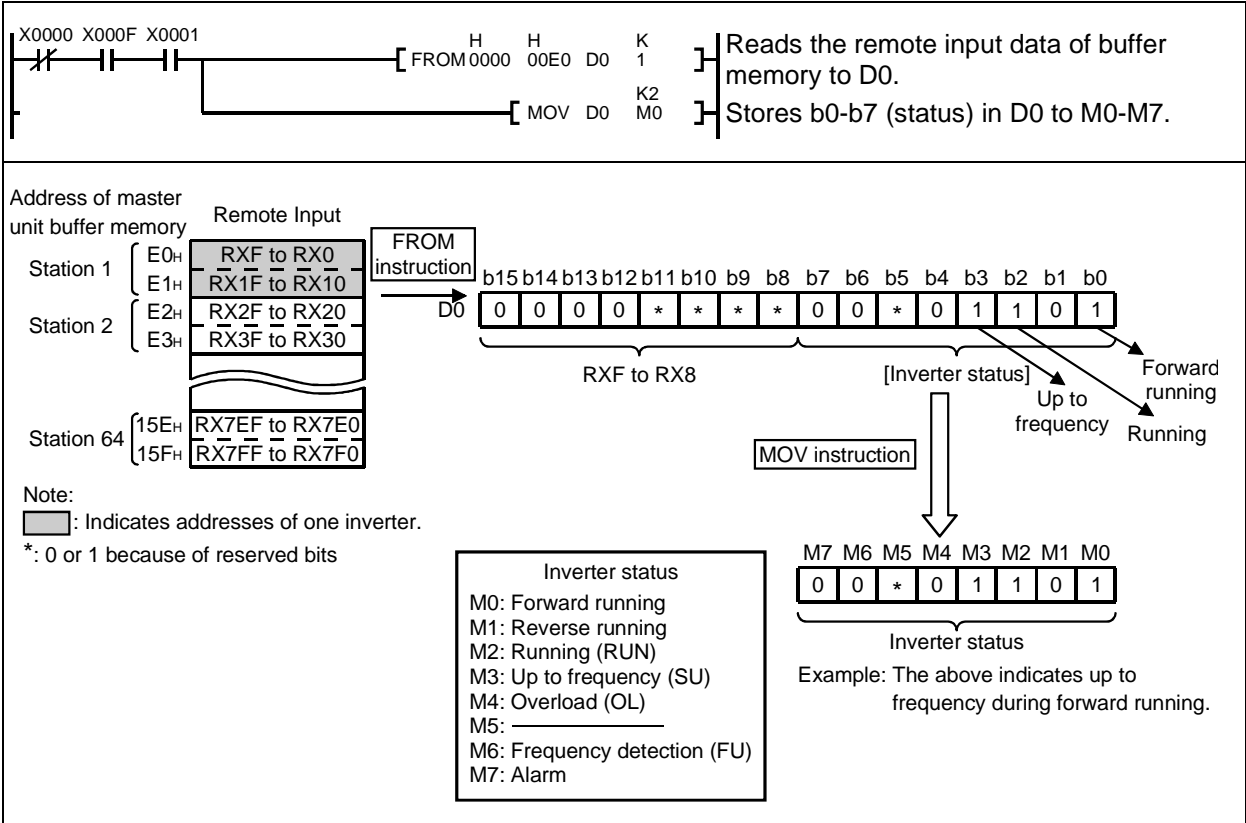 X0000 X000F X0001
H H K
FROM 0000 00E0 D0 1
Reads the remote input data of buffer
memory to D0.
K2
MOV D0 M0
Stores b0-b7 (status) in D0 to M0-M7.
Address of master
unit buffer memory
Remote Input
Station 1
E0H RXF to RX0
E1H RX1F to RX10
Station 2
E2H RX2F to RX20
E3H RX3F to RX30
Station 64
15EH RX7EF to RX7E0
15FH RX7FF to RX7F0
FROM
instruction
b15 b14 b13 b12 b11 b10 b9 b8 b7 b6 b5 b4 b3 b2 b1 b0
D0 0 0 0 0 * * * * 0 0 * 0 1 1 0 1
RXF to RX8
[Inverter status]
Up to
frequency
Running
Forward
running
MOV instruction
Note:
: Indicates addresses of one inverter.
*: 0 or 1 because of reserved bits
Inverter status
M0: Forward running
M1: Reverse running
M2: Running (RUN)
M3: Up to frequency (SU)
M4: Overload (OL)
M5:
M6: Frequency detection (FU)
M7: Alarm
M7 M6 M5 M4 M3 M2 M1 M0
0 0 * 0 1 1 0 1
Inverter status
Example: The above indicates up to
frequency during forward running.